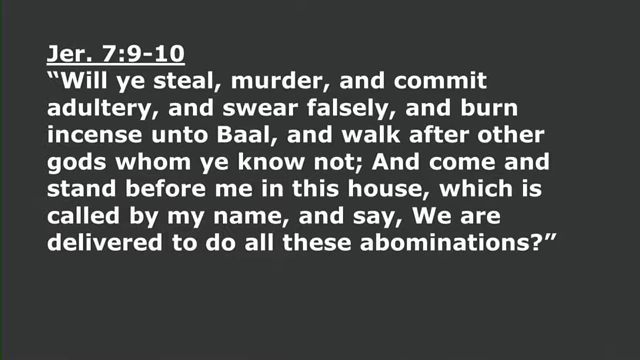 Jer. 7:9-10
“Will ye steal, murder, and commit
adultery, and swear falsely, and burn
incense unto Baal, and walk after other
gods whom ye know not; And come and
stand before me in this house, which is
called by my name, and say, We are
delivered to do all these abominations?”